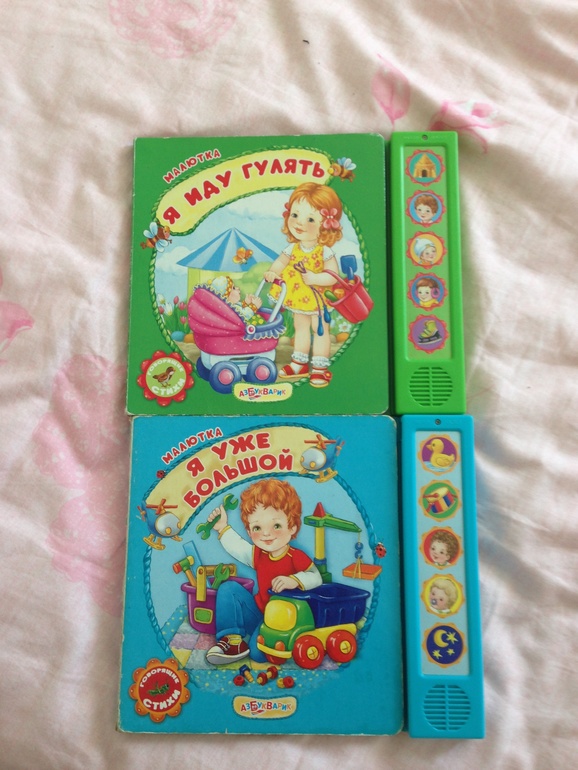 МАЛЮТКА
Я ИДУ ГУЛЯТЬ
АЗБУКВАРИК
МАЛЮТКА
Я УЖЕ
БОЛЬШОЙ
ГОВОРЯЩИЕ
СТИХИ
АЗБУКВАРИК